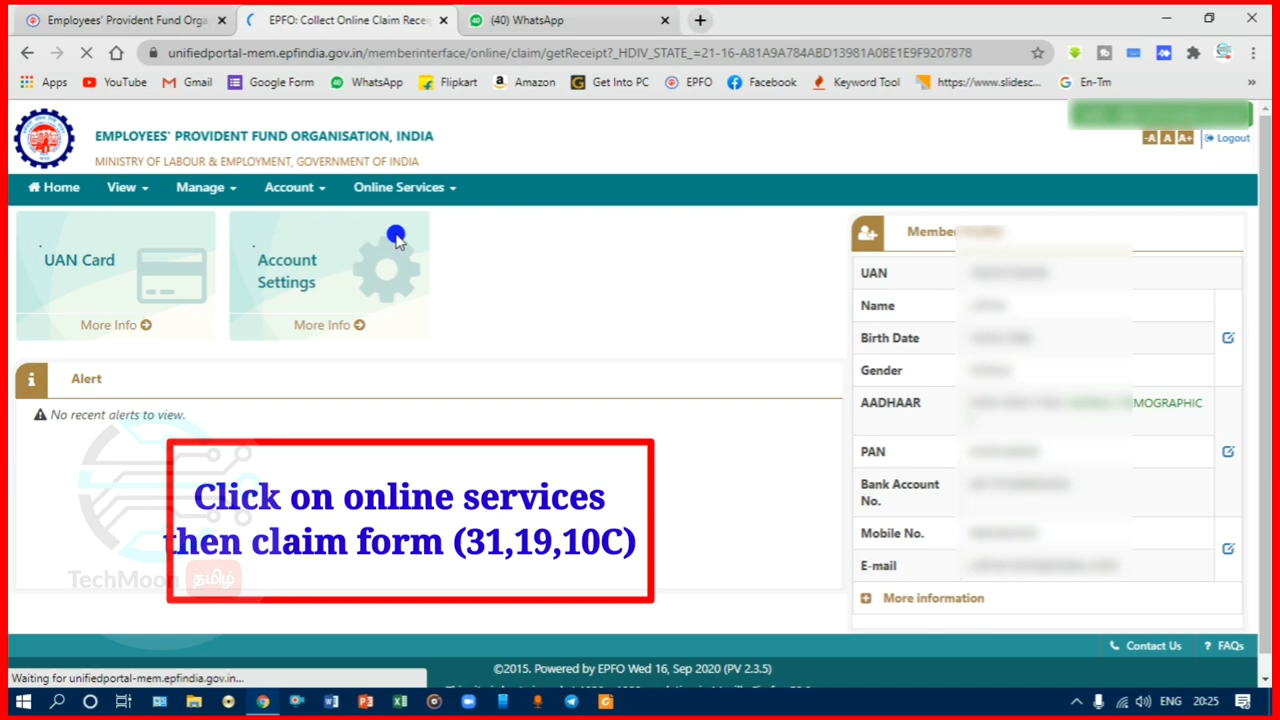 Employees' Provident Fund Orga
EPFO: Collect Online Claim Recei
(40) WhatsApp
unifiedportal-mem.epfindia.gov.in/memberinterface/online/claim/getReceipt?_HDIV_STATE_=21-16-A81A9A784ABD13981A0BE1E9F9207878
Apps YouTube Gmail Google Form WhatsApp Flipkart Amazon Get Into PC EPFO Facebook Keyword Tool https://www.slidesc... En-Tm »
EMPLOYEES' PROVIDENT FUND ORGANISATION, INDIA
MINISTRY OF LABOUR & EMPLOYMENT, GOVERNMENT OF INDIA
-A A A+ Logout
Home View Manage Account Online Services
UAN Card
More Info
Account
Settings
More Info
Alert
No recent alerts to view.
Click on online services
then claim form (31,19,10C)
TechMoon தமிழ்
Member
UAN
Name
Birth Date
Gender
AADHAAR MOGRAPHIC
PAN
Bank Account
No.
Mobile No.
E-mail
More information
Contact Us ? FAQs
©2015. Powered by EPFO Wed 16, Sep 2020 (PV 2.3.5)
Waiting for unifiedportal-mem.epfindia.gov.in...
ENG 20:25